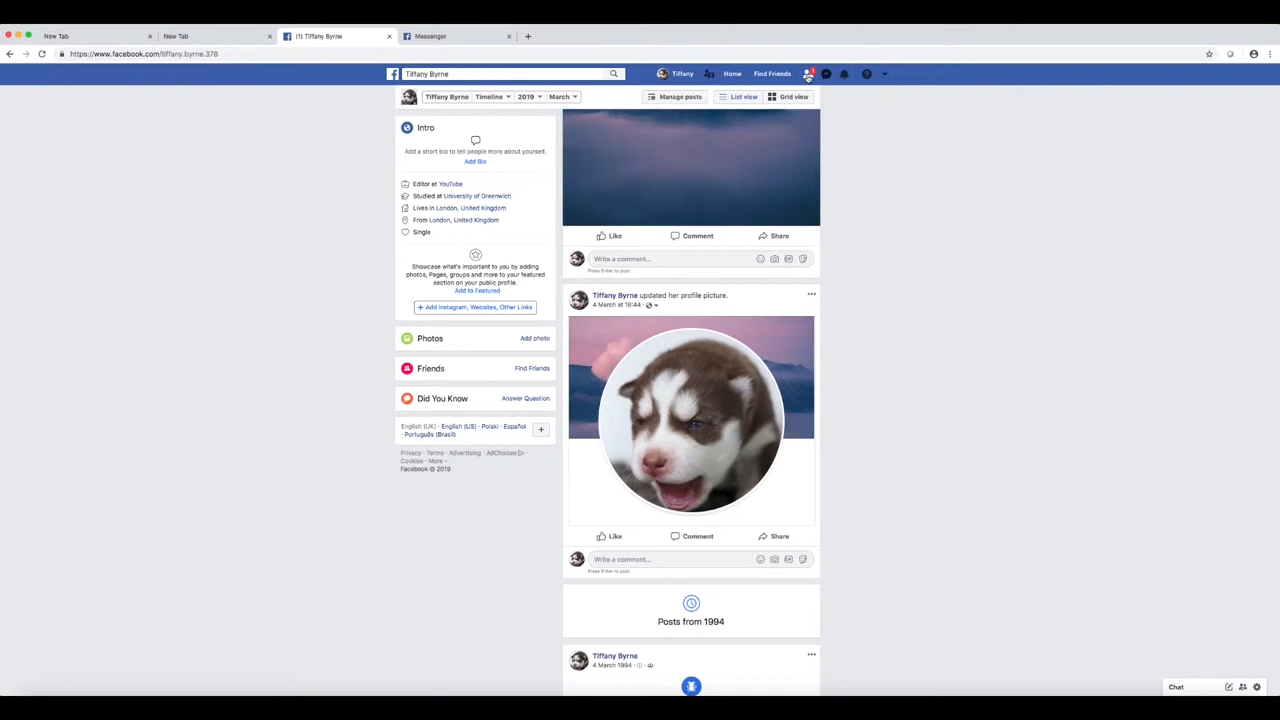 New Tab
New Tab
(1) Tiffany Byrne
Messenger
https://www.facebook.com/tiffany.byrne.378
Tiffany Byrne
Tiffany
Home
Find Friends
1
Tiffany Byrne
Timeline
2019
March
Manage posts
List view
Grid view
Intro
Add a short bio to tell people more about yourself.
Add Bio
Editor at YouTube
Studied at University of Greenwich
Lives in London, United Kingdom
From London, United Kingdom
Single
Showcase what's important to you by adding
photos, Pages, groups and more to your featured
section on your public profile.
Add to Featured
+ Add Instagram, Websites, Other Links
Photos
Add photo
Friends
Find Friends
Did You Know
Answer Question
English (UK) · English (US) · Polski · Español
· Português (Brasil)
Privacy · Terms · Advertising · AdChoices ·
Cookies · More
Facebook © 2019
Like
Comment
Share
Write a comment...
Press Enter to post.
Tiffany Byrne updated her profile picture.
4 March at 18:44 ·
Like
Comment
Share
Write a comment...
Press Enter to post.
Posts from 1994
Tiffany Byrne
4 March 1994 ·
Chat